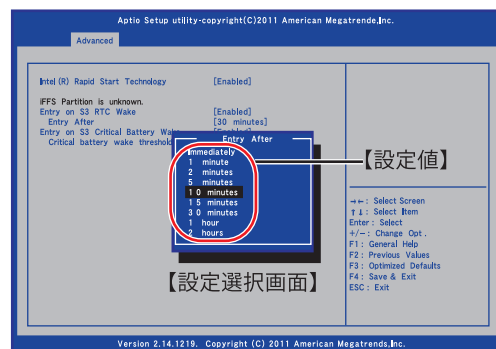 Aptio Setup utility-copyright(C)2011 American Megatrende,Inc.
Advanced
Intel (R) Rapid Start Technology [Enabled]
iFFS Partition is unknown.
Entry on S3 RTC Wake [Enabled]
Entry After [30 minutes]
Entry on S3 Critical Battery Wake
Critical battery wake threshold
Entry After
Immediately
1 minute
2 minutes
5 minutes
10 minutes
15 minutes
30 minutes
1 hour
2 hours
【設定値】
【設定選択画面】
→←: Select Screen
↑↓: Select Item
Enter: Select
+/-: Change Opt.
F1: General Help
F2: Previous Values
F3: Optimized Defaults
F4: Save & Exit
ESC: Exit
Version 2.14.1219. Copyright (C) 2011 American Megatrends,Inc.